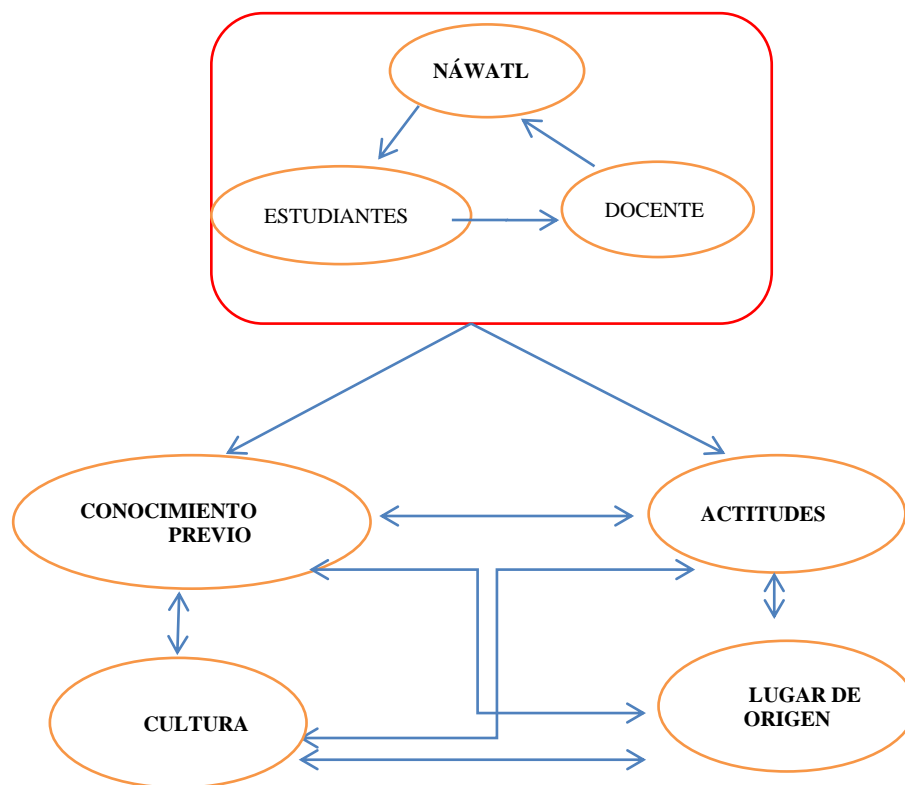 NÁWATL
ESTUDIANTES
DOCENTE
CONOCIMIENTO
PREVIO
ACTITUDES
CULTURA
LUGAR DE
ORIGEN